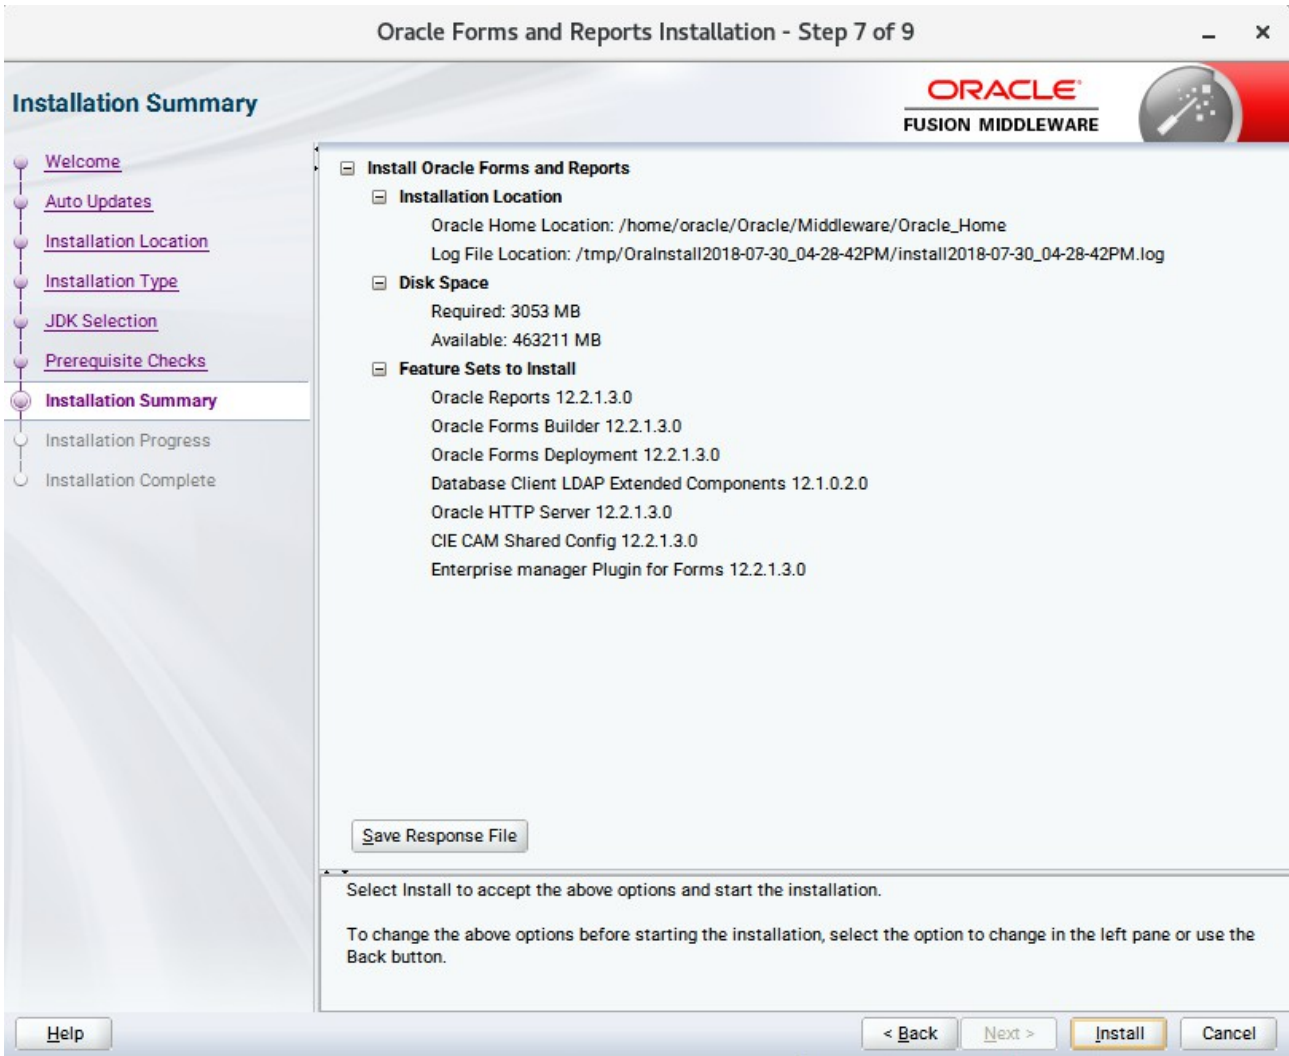 Oracle Forms and Reports Installation - Step 7 of 9
Installation Summary
ORACLE
FUSION MIDDLEWARE
Welcome
Auto Updates
Installation Location
Installation Type
JDK Selection
Prerequisite Checks
Installation Summary
Installation Progress
Installation Complete
Install Oracle Forms and Reports
Installation Location
Oracle Home Location: /home/oracle/Oracle/Middleware/Oracle_Home
Log File Location: /tmp/OraInstall2018-07-30_04-28-42PM/install2018-07-30_04-28-42PM.log
Disk Space
Required: 3053 MB
Available: 463211 MB
Feature Sets to Install
Oracle Reports 12.2.1.3.0
Oracle Forms Builder 12.2.1.3.0
Oracle Forms Deployment 12.2.1.3.0
Database Client LDAP Extended Components 12.1.0.2.0
Oracle HTTP Server 12.2.1.3.0
CIE CAM Shared Config 12.2.1.3.0
Enterprise manager Plugin for Forms 12.2.1.3.0
Save Response File
Select Install to accept the above options and start the installation.
To change the above options before starting the installation, select the option to change in the left pane or use the
Back button.
Help
< Back
Next >
Install
Cancel